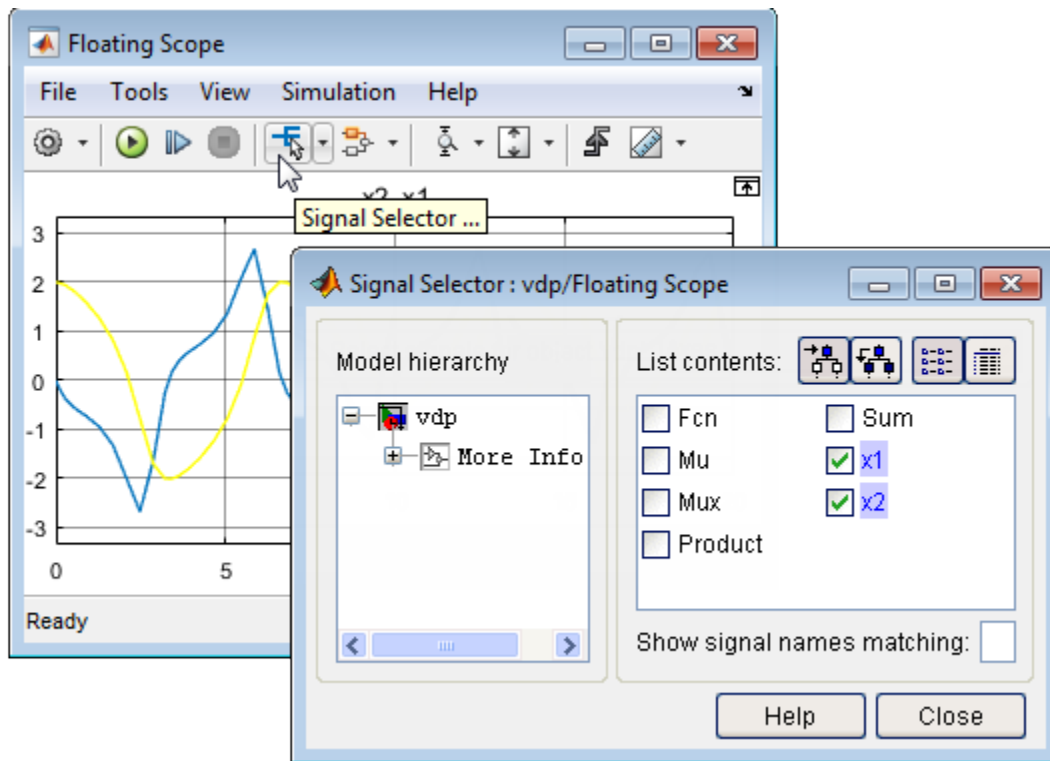 Floating Scope
File Tools View Simulation Help
x2, x1
Signal Selector ...
3
2
1
0
-1
-2
-3
0 5
Ready
Signal Selector : vdp/Floating Scope
Model hierarchy
vdp
More Info
List contents:
Fcn Sum
Mu x1
Mux x2
Product
Show signal names matching:
Help Close